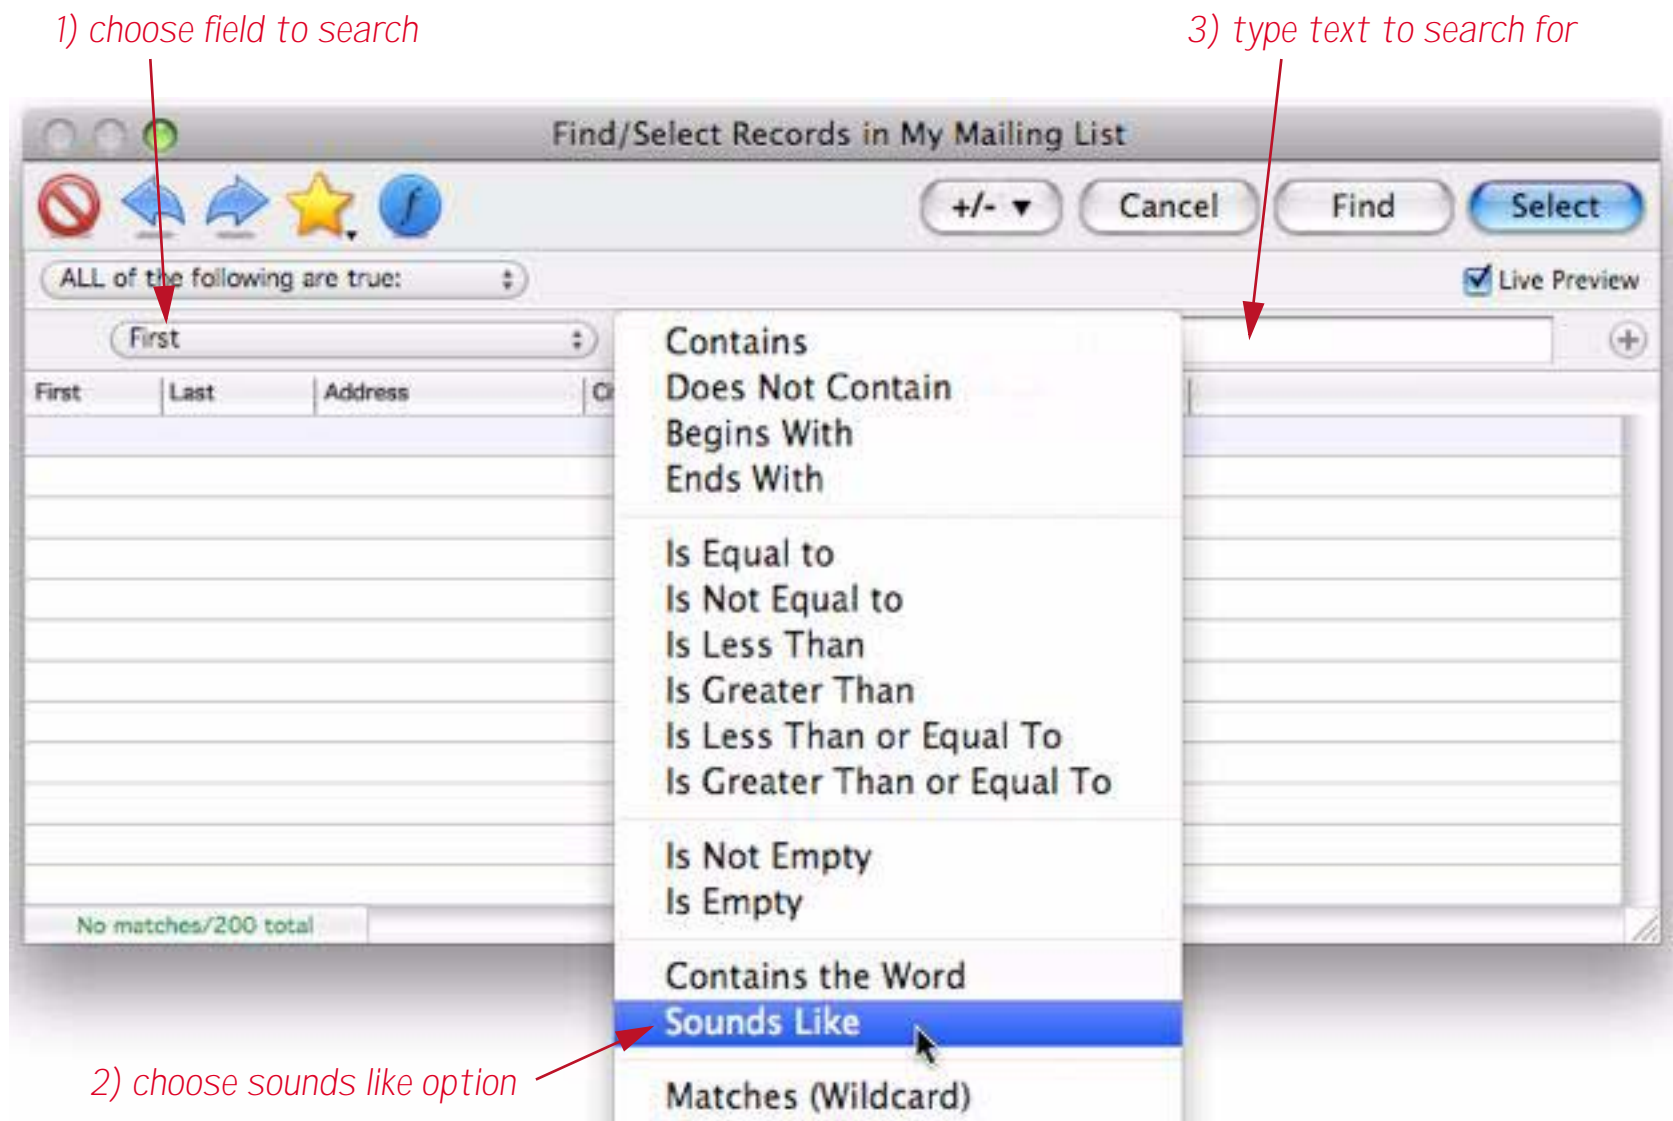 1) choose field to search
3) type text to search for
Find/Select Records in My Mailing List
f
+/- ▼
Cancel
Find
Select
ALL of the following are true:
Live Preview
First
First
Last
Address
Contains
Does Not Contain
Begins With
Ends With
Is Equal to
Is Not Equal to
Is Less Than
Is Greater Than
Is Less Than or Equal To
Is Greater Than or Equal To
Is Not Empty
Is Empty
No matches/200 total
Contains the Word
Sounds Like
2) choose sounds like option
Matches (Wildcard)